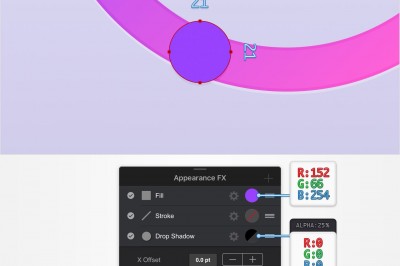 21
21
Appearance FX
Fill
Stroke
Drop Shadow
X Offset
0.0 pt
R:152
G:66
B:254
ALPHA:25%
R:0
G:0
B:0